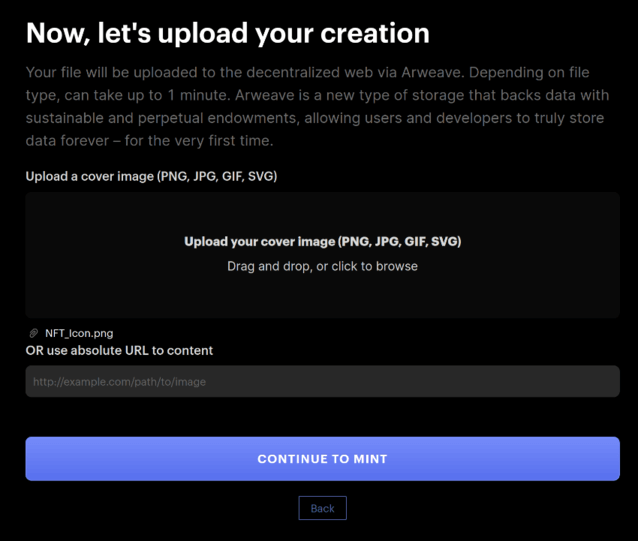 Now, let's upload your creation
Your file will be uploaded to the decentralized web via Arweave. Depending on file
type, can take up to 1 minute. Arweave is a new type of storage that backs data with
sustainable and perpetual endowments, allowing users and developers to truly store
data forever – for the very first time.
Upload a cover image (PNG, JPG, GIF, SVG)
Upload your cover image (PNG, JPG, GIF, SVG)
Drag and drop, or click to browse
NFT_Icon.png
OR use absolute URL to content
http://example.com/path/to/image
CONTINUE TO MINT
Back